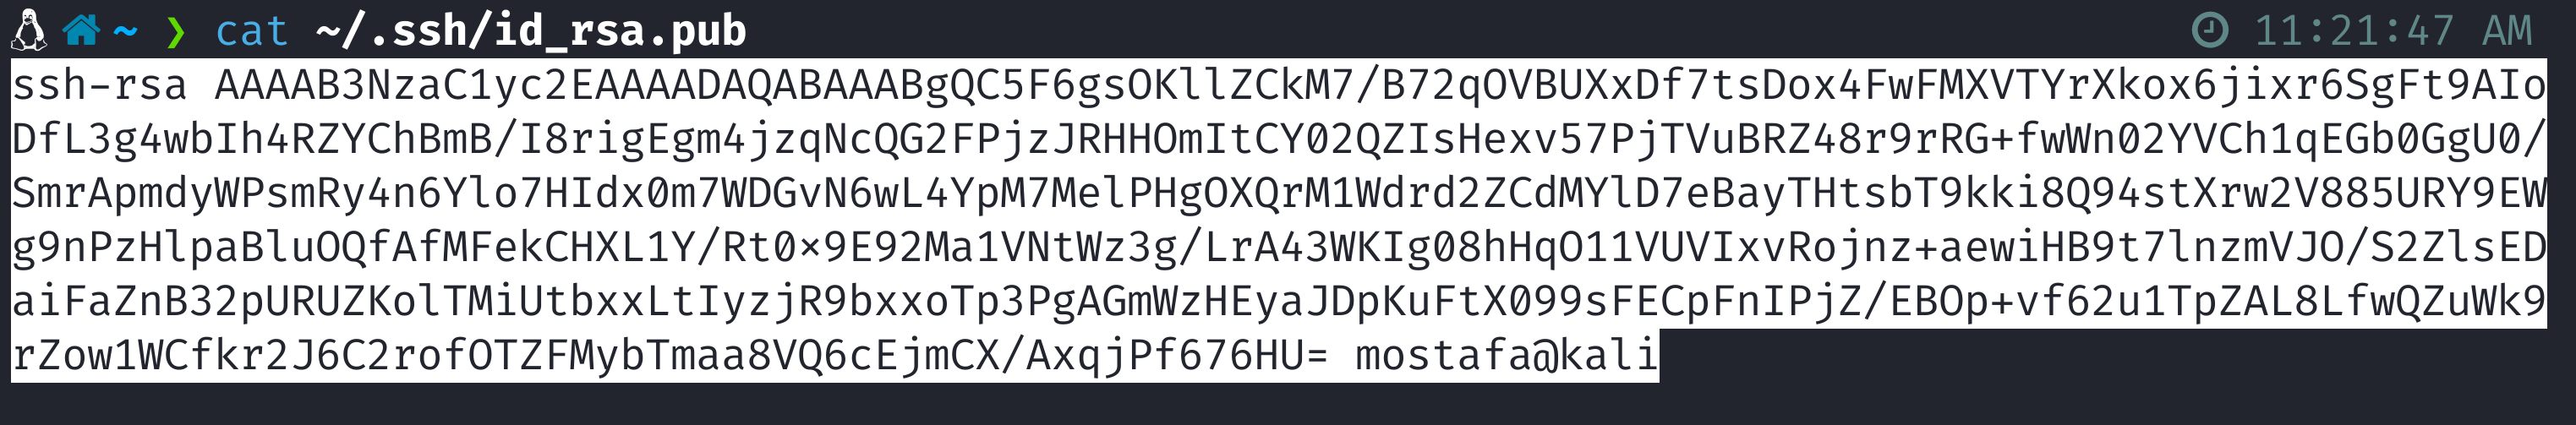 ~ ❯ cat ~/.ssh/id_rsa.pub 11:21:47 AM
ssh-rsa AAAAB3NzaC1yc2EAAAADAQABAAABgQC5F6gsOKllZCkM7/B72qOVBUXxDf7tsDox4FwFMXVTYrXkox6jixr6SgFt9AIo
DfL3g4wbIh4RZYChBmB/I8rigEgm4jzqNcQG2FPjzJRHHOmItCY02QZIsHexv57PjTVuBRZ48r9rRG+fwWn02YVCh1qEGb0GgU0/
SmrApmdyWPsmRy4n6Ylo7HIdx0m7WDGvN6wL4YpM7MelPHgOXQrM1Wdrd2ZCdMYlD7eBayTHtsbT9kki8Q94stXrw2V885URY9EW
g9nPzHlpaBluOQfAfMFekCHXL1Y/Rt0×9E92Ma1VNtWz3g/LrA43WKIg08hHqO11VUVIxvRojnz+aewiHB9t7lnzmVJO/S2ZlsED
aiFaZnB32pURUZKolTMiUtbxxLtIyzjR9bxxoTp3PgAGmWzHEyaJDpKuFtX099sFECpFnIPjZ/EBOp+vf62u1TpZAL8LfwQZuWk9
rZow1WCfkr2J6C2rofOTZFMybTmaa8VQ6cEjmCX/AxqjPf676HU= mostafa@kali